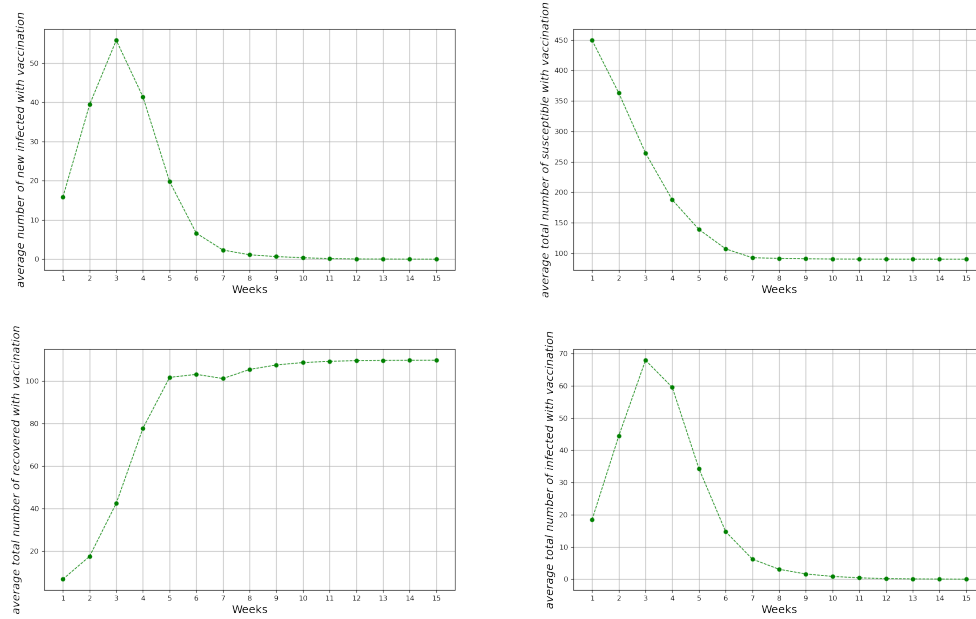 average number of new infected with vaccination
50
40
30
20
10
0
1 2 3 4 5 6 7 8 9 10 11 12 13 14 15
Weeks
average total number of susceptible with vaccination
450
400
350
300
250
200
150
100
1 2 3 4 5 6 7 8 9 10 11 12 13 14 15
Weeks
average total number of recovered with vaccination
100
80
60
40
20
1 2 3 4 5 6 7 8 9 10 11 12 13 14 15
Weeks
average total number of infected with vaccination
70
60
50
40
30
20
10
0
1 2 3 4 5 6 7 8 9 10 11 12 13 14 15
Weeks